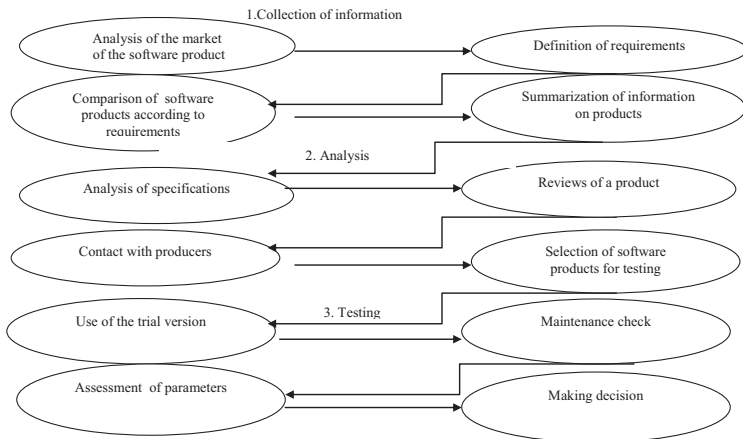 1.Collection of information
Analysis of the market
of the software product
Definition of requirements
Comparison of software
products according to
requirements
Summarization of information
on products
2. Analysis
Analysis of specifications
Reviews of a product
Contact with producers
Selection of software
products for testing
3. Testing
Use of the trial version
Maintenance check
Assessment of parameters
Making decision